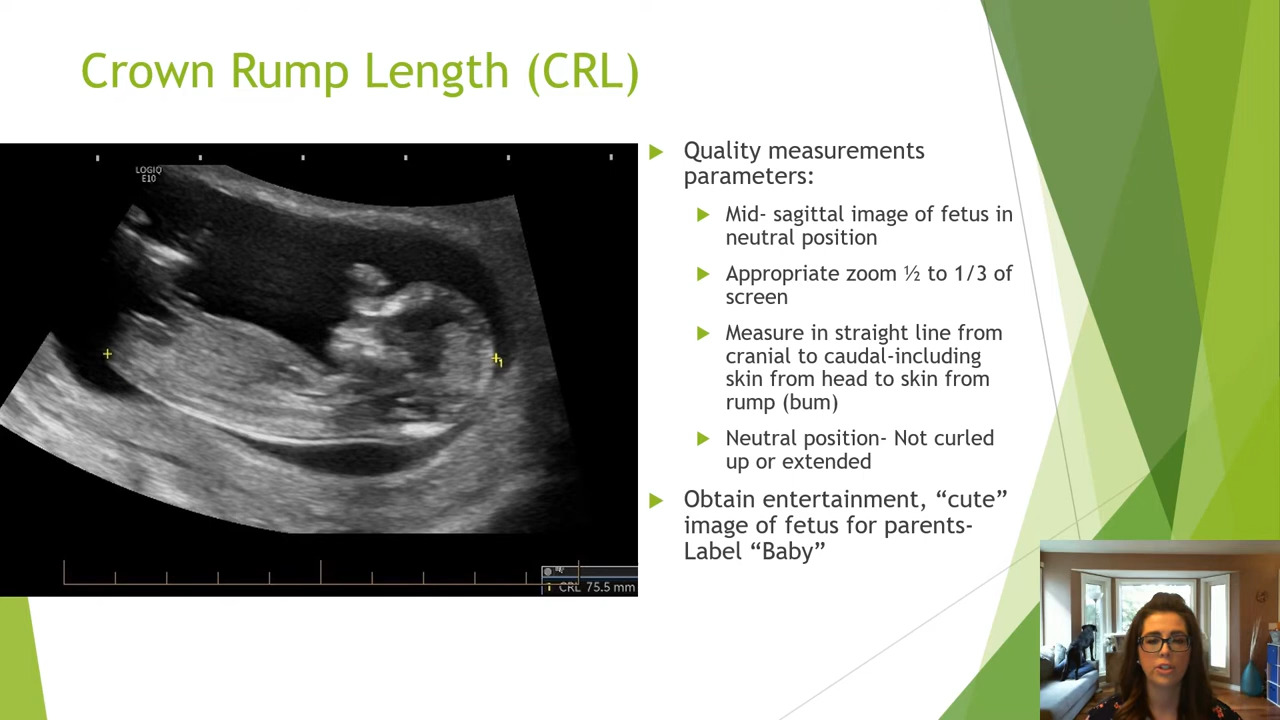 Crown Rump Length (CRL)
LOGIQ
E10
1
1 CRL 75.5 mm
Quality measurements
parameters:
Mid- sagittal image of fetus in
neutral position
Appropriate zoom ½ to 1/3 of
screen
Measure in straight line from
cranial to caudal-including
skin from head to skin from
rump (bum)
Neutral position- Not curled
up or extended
Obtain entertainment, “cute”
image of fetus for parents-
Label “Baby”